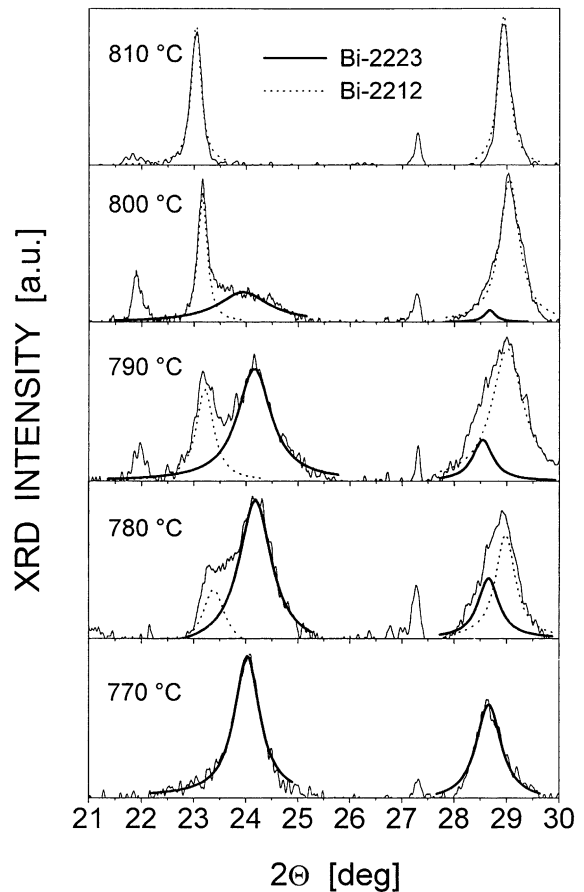 810 °C
Bi-2223
Bi-2212
800 °C
790 °C
780 °C
770 °C
XRD INTENSITY [a.u.]
21 22 23 24 25 26 27 28 29 30
2Θ [deg]